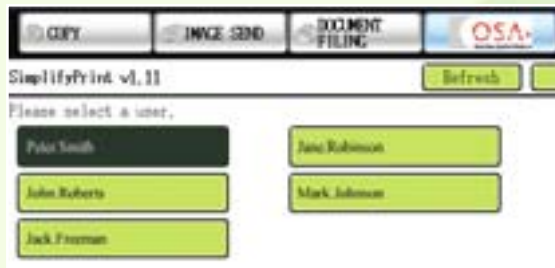 COPY IMAGE SEND DOCUMENT FILING OSA
SimplifyPrint v1.11 Refresh
Please select a user.
Peter Smith Jane Robinson
John Roberts Mark Johnson
Jack Freeman